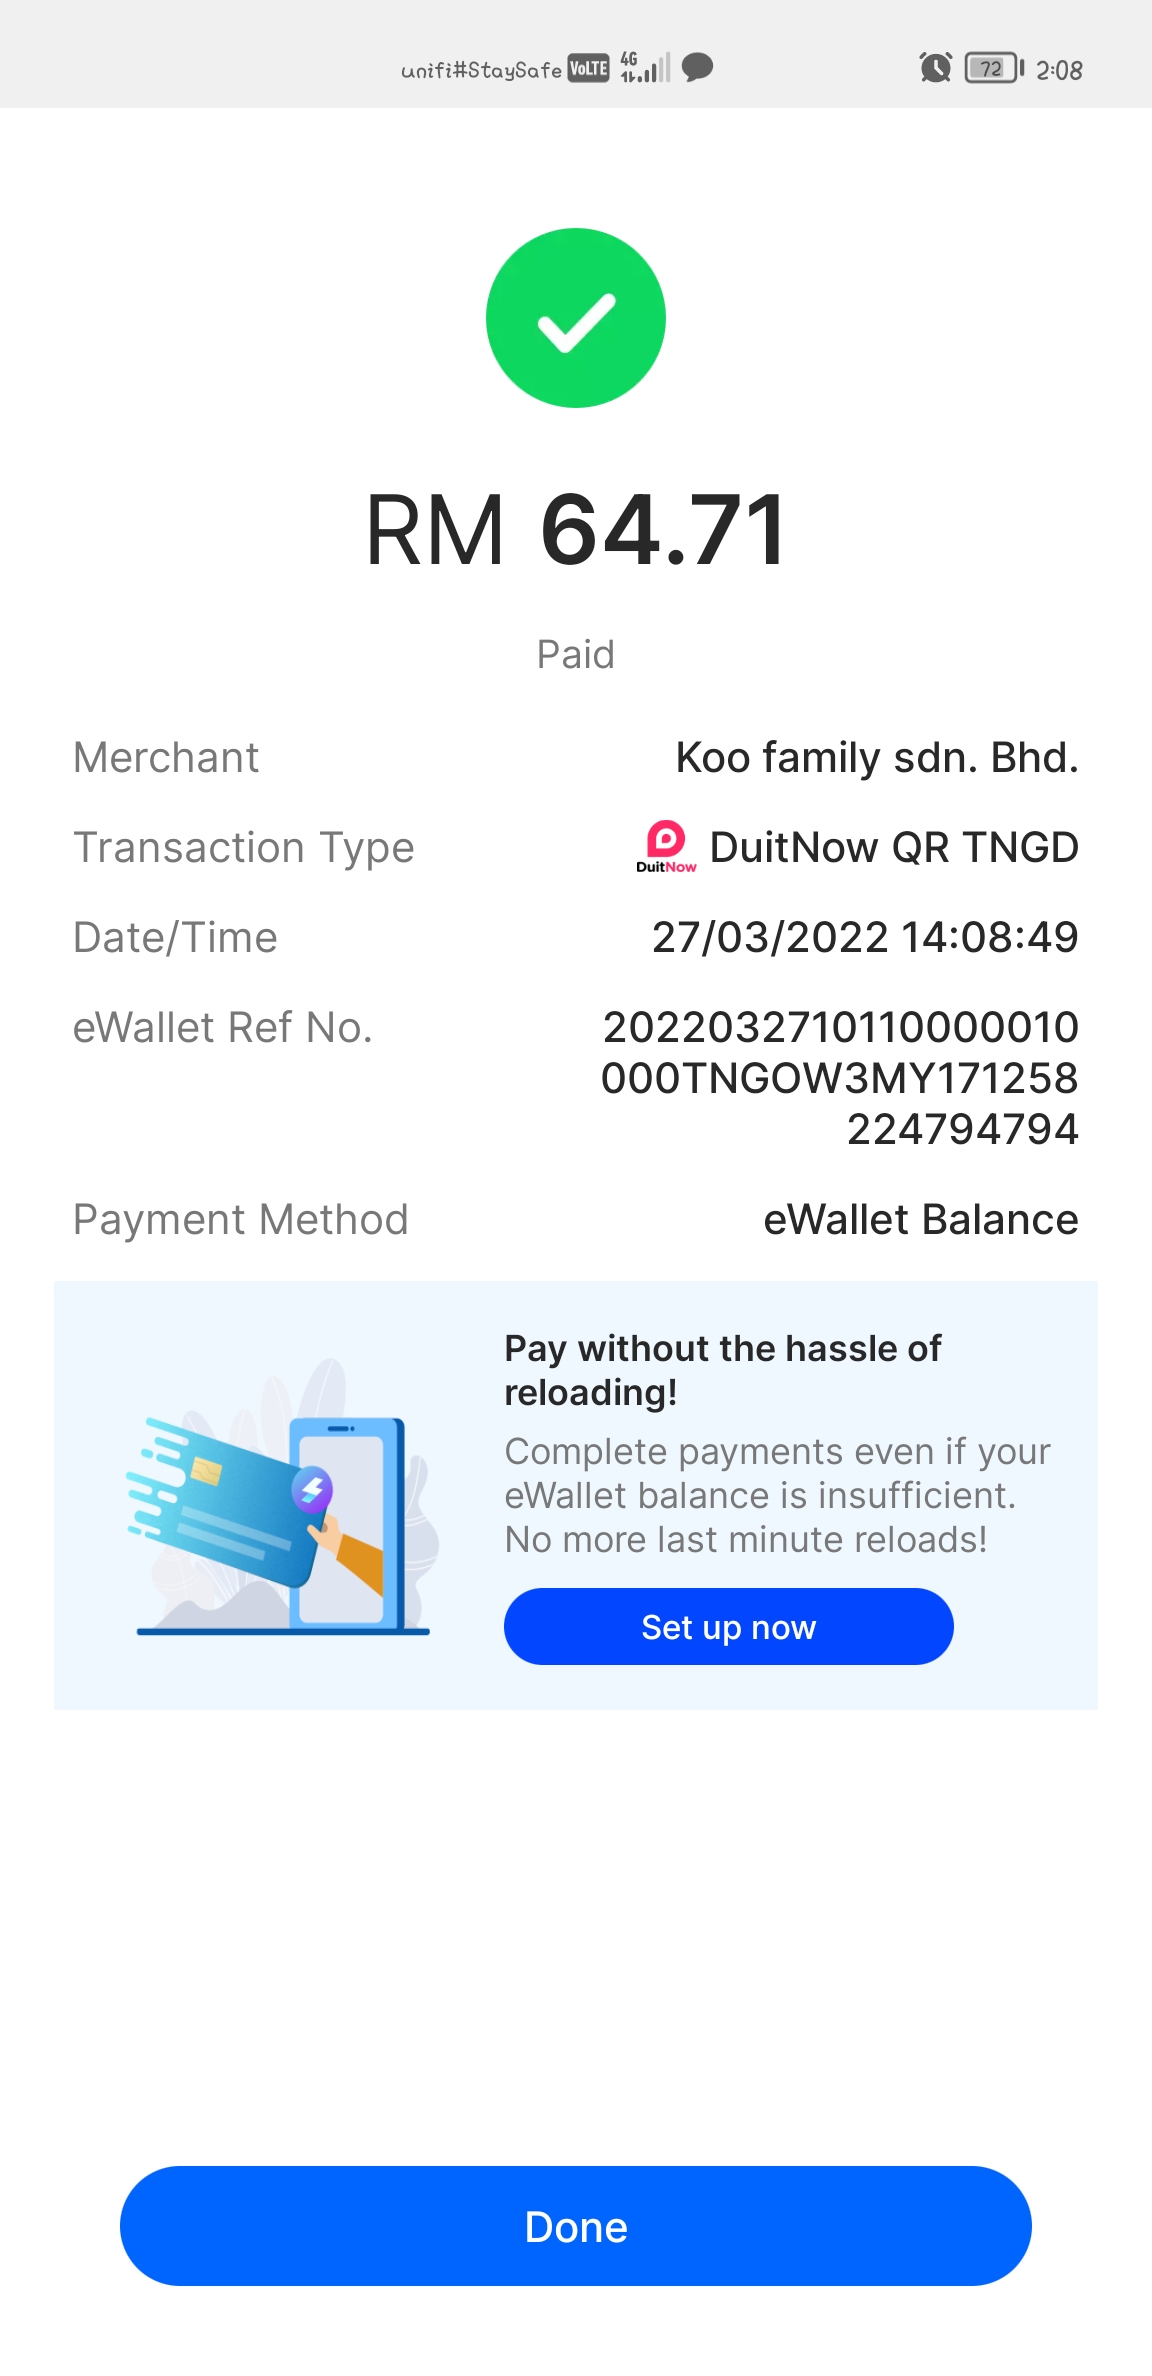 unifi#StaySafe VoLTE 4G 72 2:08
RM 64.71
Paid
Merchant Koo family sdn. Bhd.
Transaction Type DuitNow DuitNow QR TNGD
Date/Time 27/03/2022 14:08:49
eWallet Ref No. 2022032710110000010
000TNGOW3MY171258
224794794
Payment Method eWallet Balance
Pay without the hassle of
reloading!
Complete payments even if your
eWallet balance is insufficient.
No more last minute reloads!
Set up now
Done